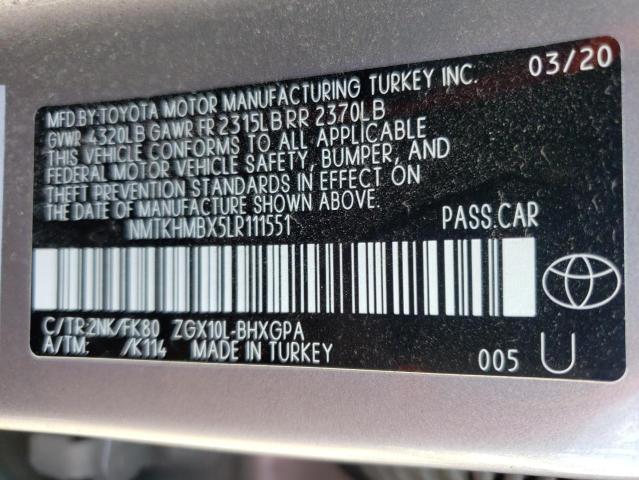 MFD.BY:TOYOTA MOTOR MANUFACTURING TURKEY INC. 03/20
GVWR 4320LB GAWR FR 2315LB RR 2370LB
THIS VEHICLE CONFORMS TO ALL APPLICABLE
FEDERAL MOTOR VEHICLE SAFETY, BUMPER, AND
THEFT PREVENTION STANDARDS IN EFFECT ON
THE DATE OF MANUFACTURE SHOWN ABOVE.
NMTKHMBX5LR111551 PASS.CAR
C/TR:2NK/FK80 ZGX10L-BHXGPA
A/TM: /K114 MADE IN TURKEY 005 U